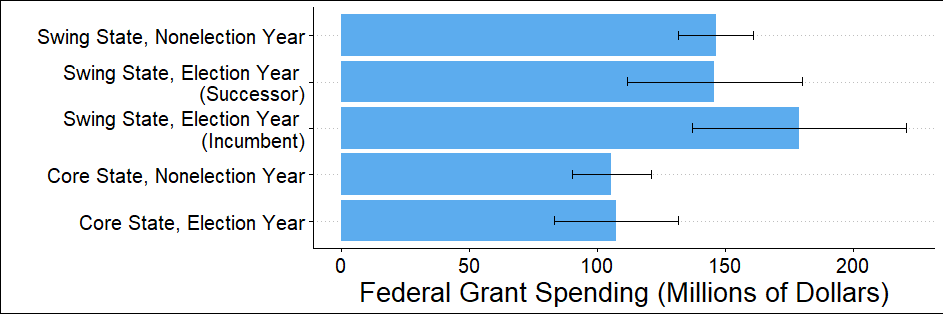 Swing State, Nonelection Year
Swing State, Election Year
(Successor)
Swing State, Election Year
(Incumbent)
Core State, Nonelection Year
Core State, Election Year
0 50 100 150 200
Federal Grant Spending (Millions of Dollars)